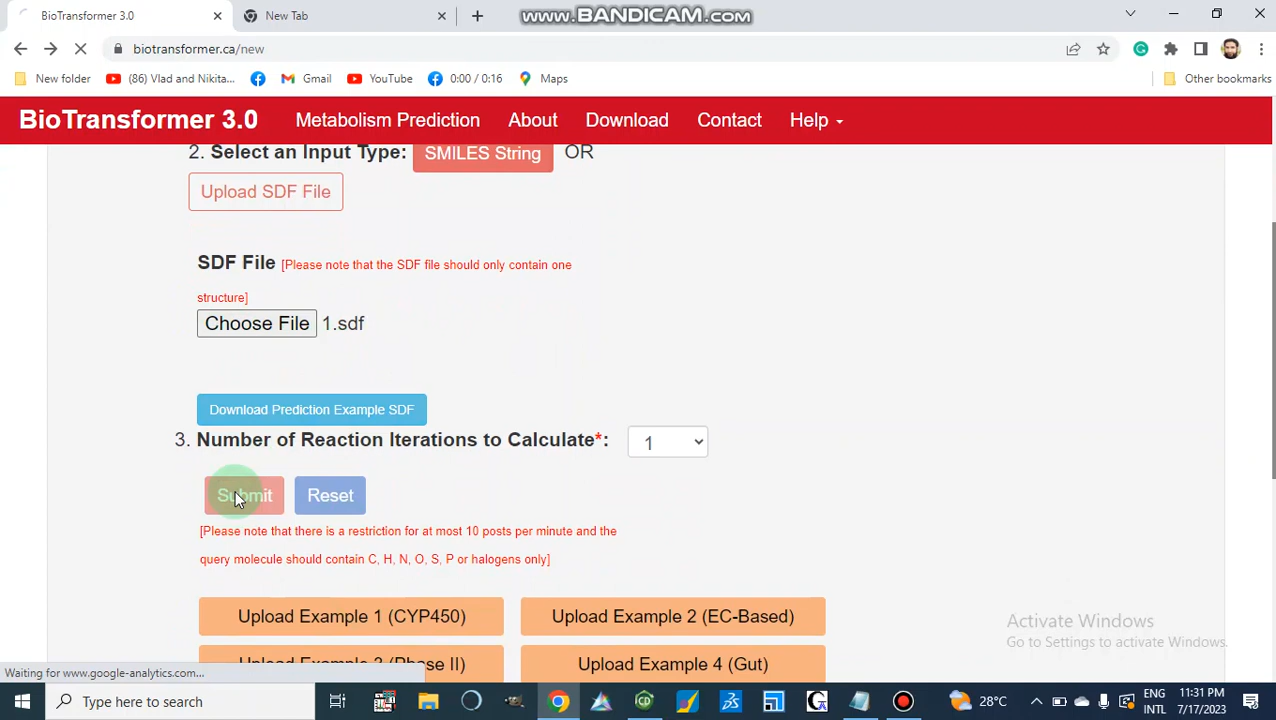 BioTransformer 3.0
New Tab
www.BANDICAM.com
biotransformer.ca/new
New folder
(86) Vlad and Nikita...
Gmail
YouTube
0:00 / 0:16
Maps
Other bookmarks
BioTransformer 3.0 Metabolism Prediction About Download Contact Help
2. Select an Input Type: SMILES String OR
Upload SDF File
SDF File [Please note that the SDF file should only contain one
structure]
Choose File 1.sdf
Download Prediction Example SDF
3. Number of Reaction Iterations to Calculate*: 1
Submit Reset
[Please note that there is a restriction for at most 10 posts per minute and the
query molecule should contain C, H, N, O, S, P or halogens only]
Upload Example 1 (CYP450) Upload Example 2 (EC-Based)
Upload Example 3 (Phase II) Upload Example 4 (Gut)
Activate Windows
Go to Settings to activate Windows.
Waiting for www.google-analytics.com...
Type here to search
28°C
ENG
INTL
11:31 PM
7/17/2023